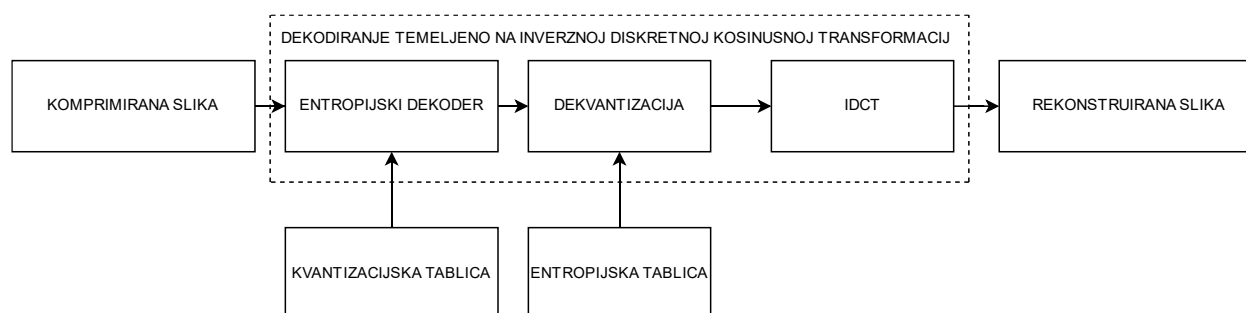 DEKODIRANJE TEMELJENO NA INVERZNOJ DISKRETNOJ KOSINUSNOJ TRANSFORMACIJ
KOMPRIMIRANA SLIKA
ENTROPIJSKI DEKODER
DEKVANTIZACIJA
IDCT
REKONSTRUIRANA SLIKA
KVANTIZACIJSKA TABLICA
ENTROPIJSKA TABLICA